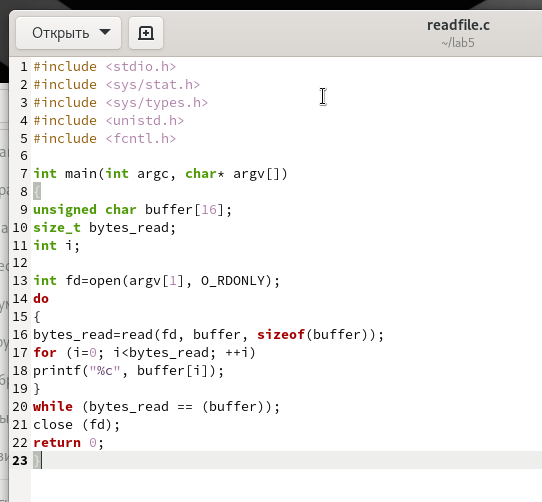 Открыть
readfile.c
~/lab5
1 #include <stdio.h>
2 #include <sys/stat.h>
3 #include <sys/types.h>
4 #include <unistd.h>
5 #include <fcntl.h>
6
7 int main(int argc, char* argv[])
8 {
9 unsigned char buffer[16];
10 size_t bytes_read;
11 int i;
12
13 int fd=open(argv[1], O_RDONLY);
14 do
15 {
16 bytes_read=read(fd, buffer, sizeof(buffer));
17 for (i=0; i<bytes_read; ++i)
18 printf("%c", buffer[i]);
19 }
20 while (bytes_read == (buffer));
21 close (fd);
22 return 0;
23 }